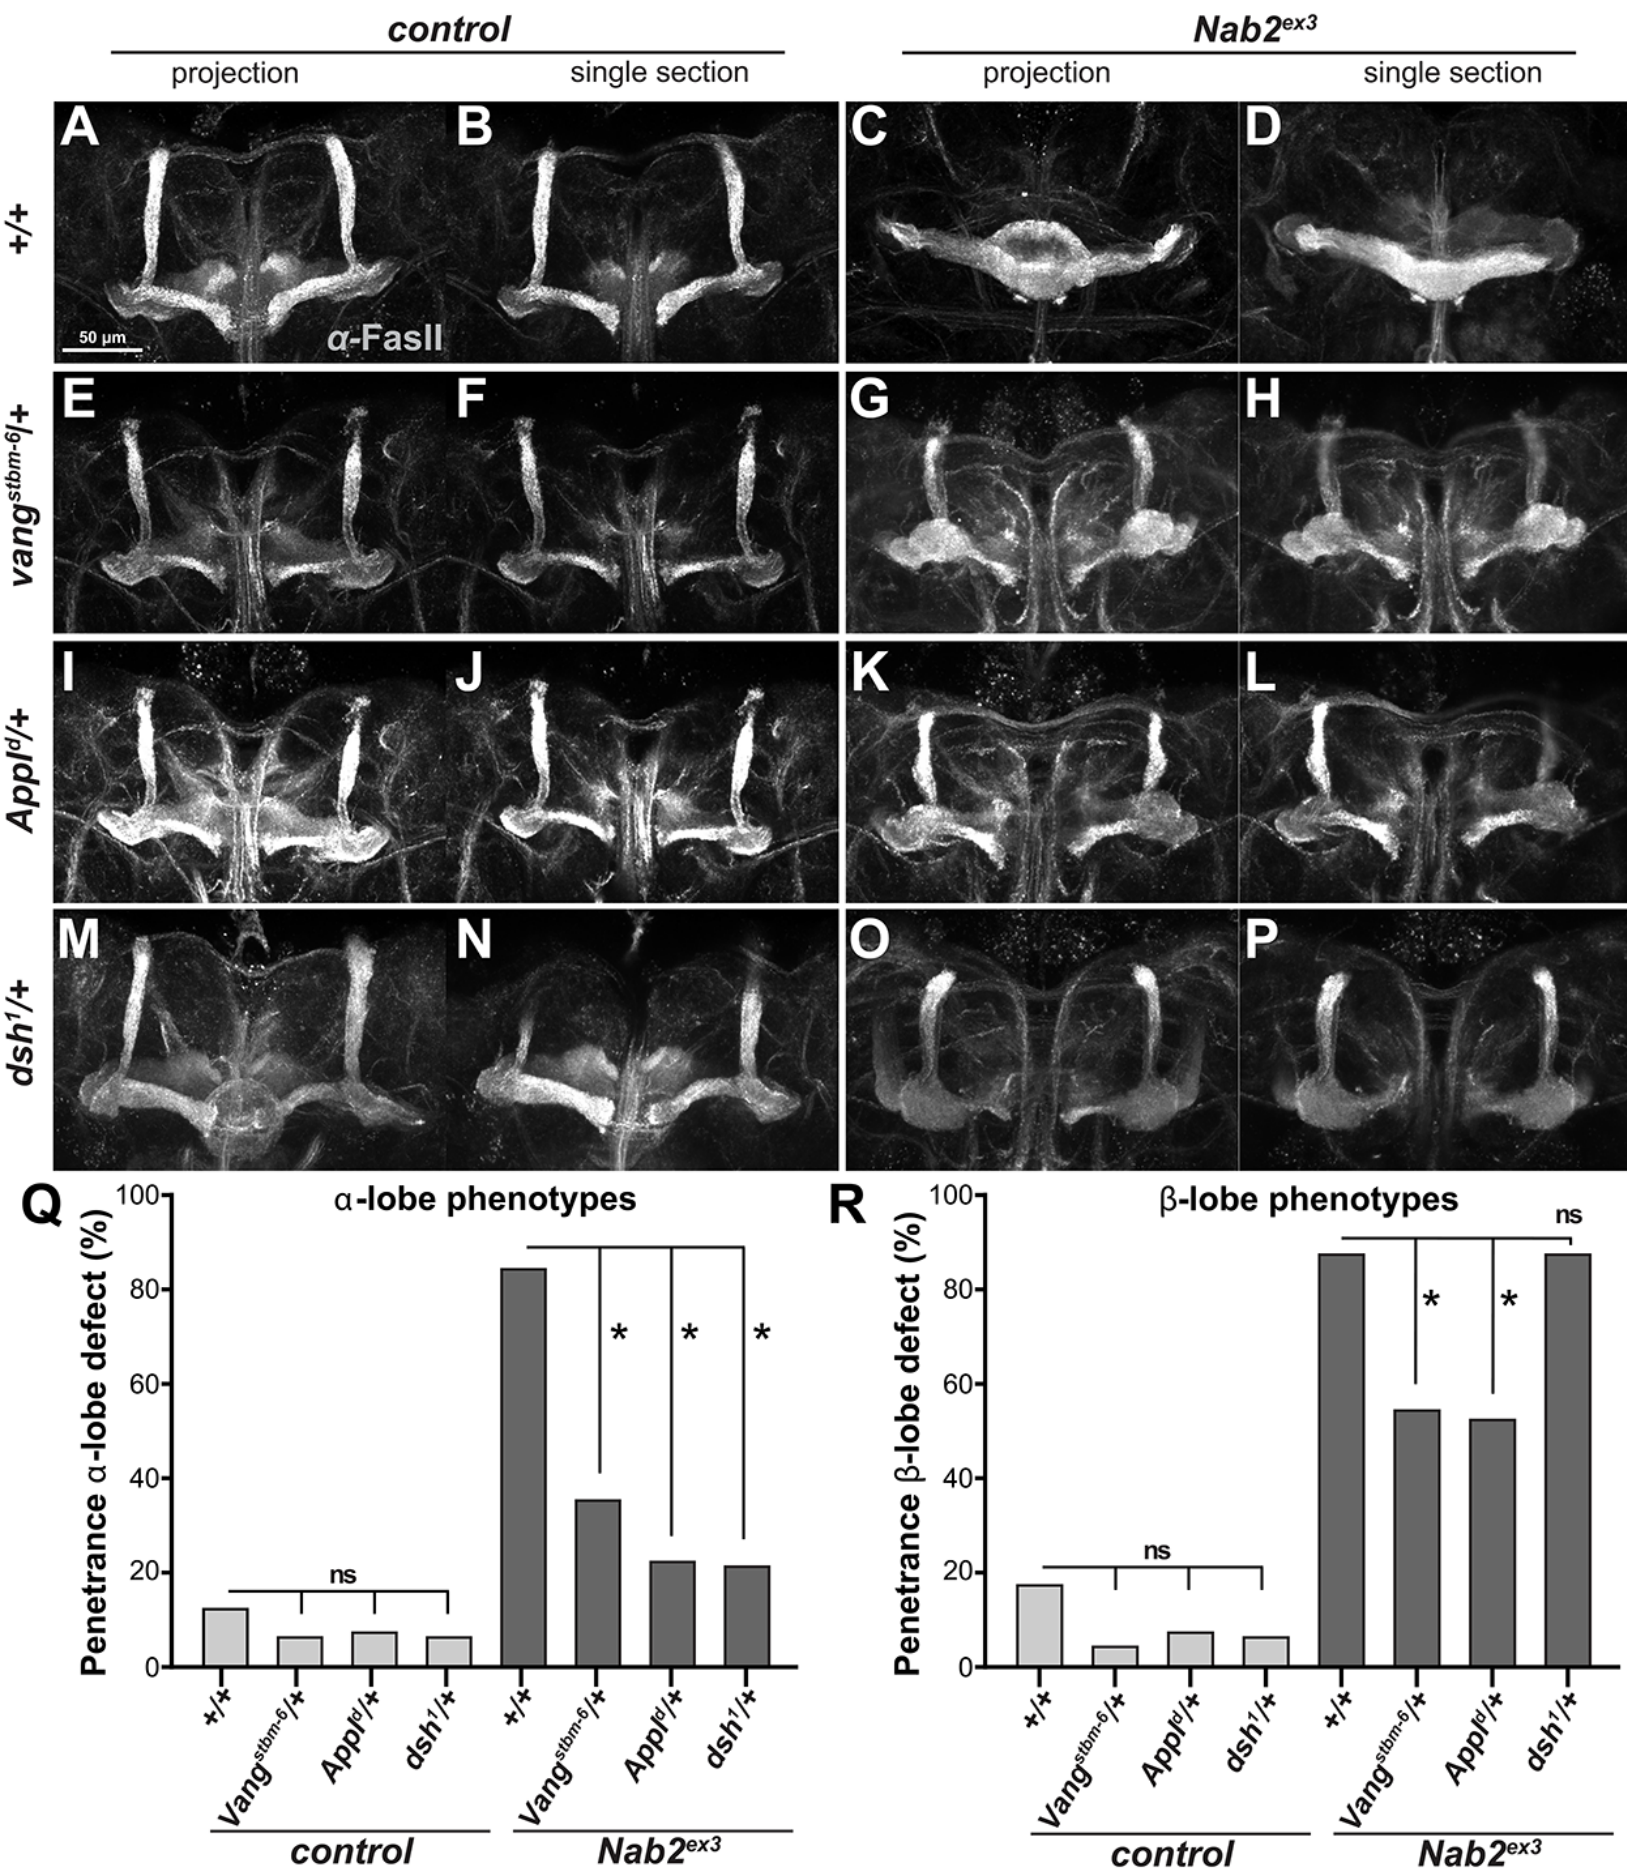 control Nab2ex3
projection single section projection single section
+/+
A B C D
50 µm
α-FasII
vangstbm-6/+
E F G H
Appld/+
I J K L
dsh1/+
M N O P
Q α-lobe phenotypes
Penetrance α-lobe defect (%)
100
80
60
40
20
0
ns
* * *
+/+ Vangstbm-6/+ Appld/+ dsh1/+ +/+ Vangstbm-6/+ Appld/+ dsh1/+
control Nab2ex3
R β-lobe phenotypes
Penetrance β-lobe defect (%)
100
80
60
40
20
0
ns
* *
ns
+/+ Vangstbm-6/+ Appld/+ dsh1/+ +/+ Vangstbm-6/+ Appld/+ dsh1/+
control Nab2ex3